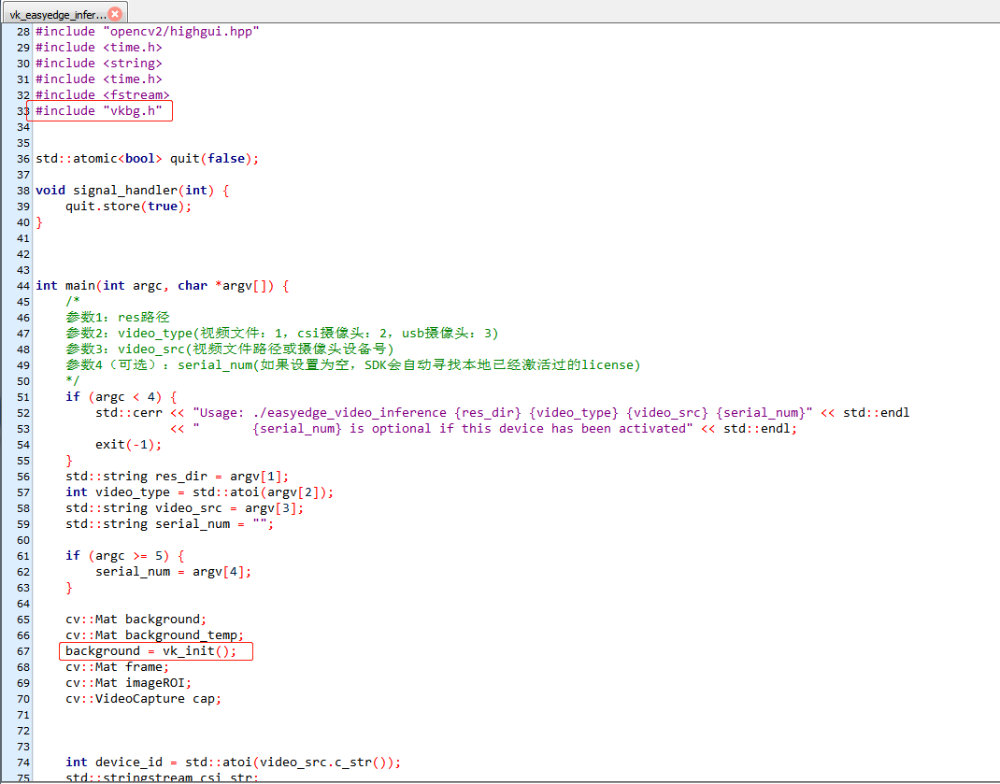 vk_easyedge_infer...
28 #include "opencv2/highgui.hpp"
29 #include <time.h>
30 #include <string>
31 #include <time.h>
32 #include <fstream>
33 #include "vkbg.h"
34
35
36 std::atomic<bool> quit(false);
37
38 void signal_handler(int) {
39     quit.store(true);
40 }
41
42
43
44 int main(int argc, char *argv[]) {
45     /*
46     参数1：res路径
47     参数2：video_type(视频文件：1，csi摄像头：2，usb摄像头：3)
48     参数3：video_src(视频文件路径或摄像头设备号)
49     参数4（可选）：serial_num(如果设置为空，SDK会自动寻找本地已经激活过的license)
50     */
51     if (argc < 4) {
52         std::cerr << "Usage: ./easyedge_video_inference {res_dir} {video_type} {video_src} {serial_num}" << std::endl
53                   << "       {serial_num} is optional if this device has been activated" << std::endl;
54         exit(-1);
55     }
56     std::string res_dir = argv[1];
57     int video_type = std::atoi(argv[2]);
58     std::string video_src = argv[3];
59     std::string serial_num = "";
60
61     if (argc >= 5) {
62         serial_num = argv[4];
63     }
64
65     cv::Mat background;
66     cv::Mat background_temp;
67     background = vk_init();
68     cv::Mat frame;
69     cv::Mat imageROI;
70     cv::VideoCapture cap;
71
72
73
74     int device_id = std::atoi(video_src.c_str());
75     std::stringstream csi_str;